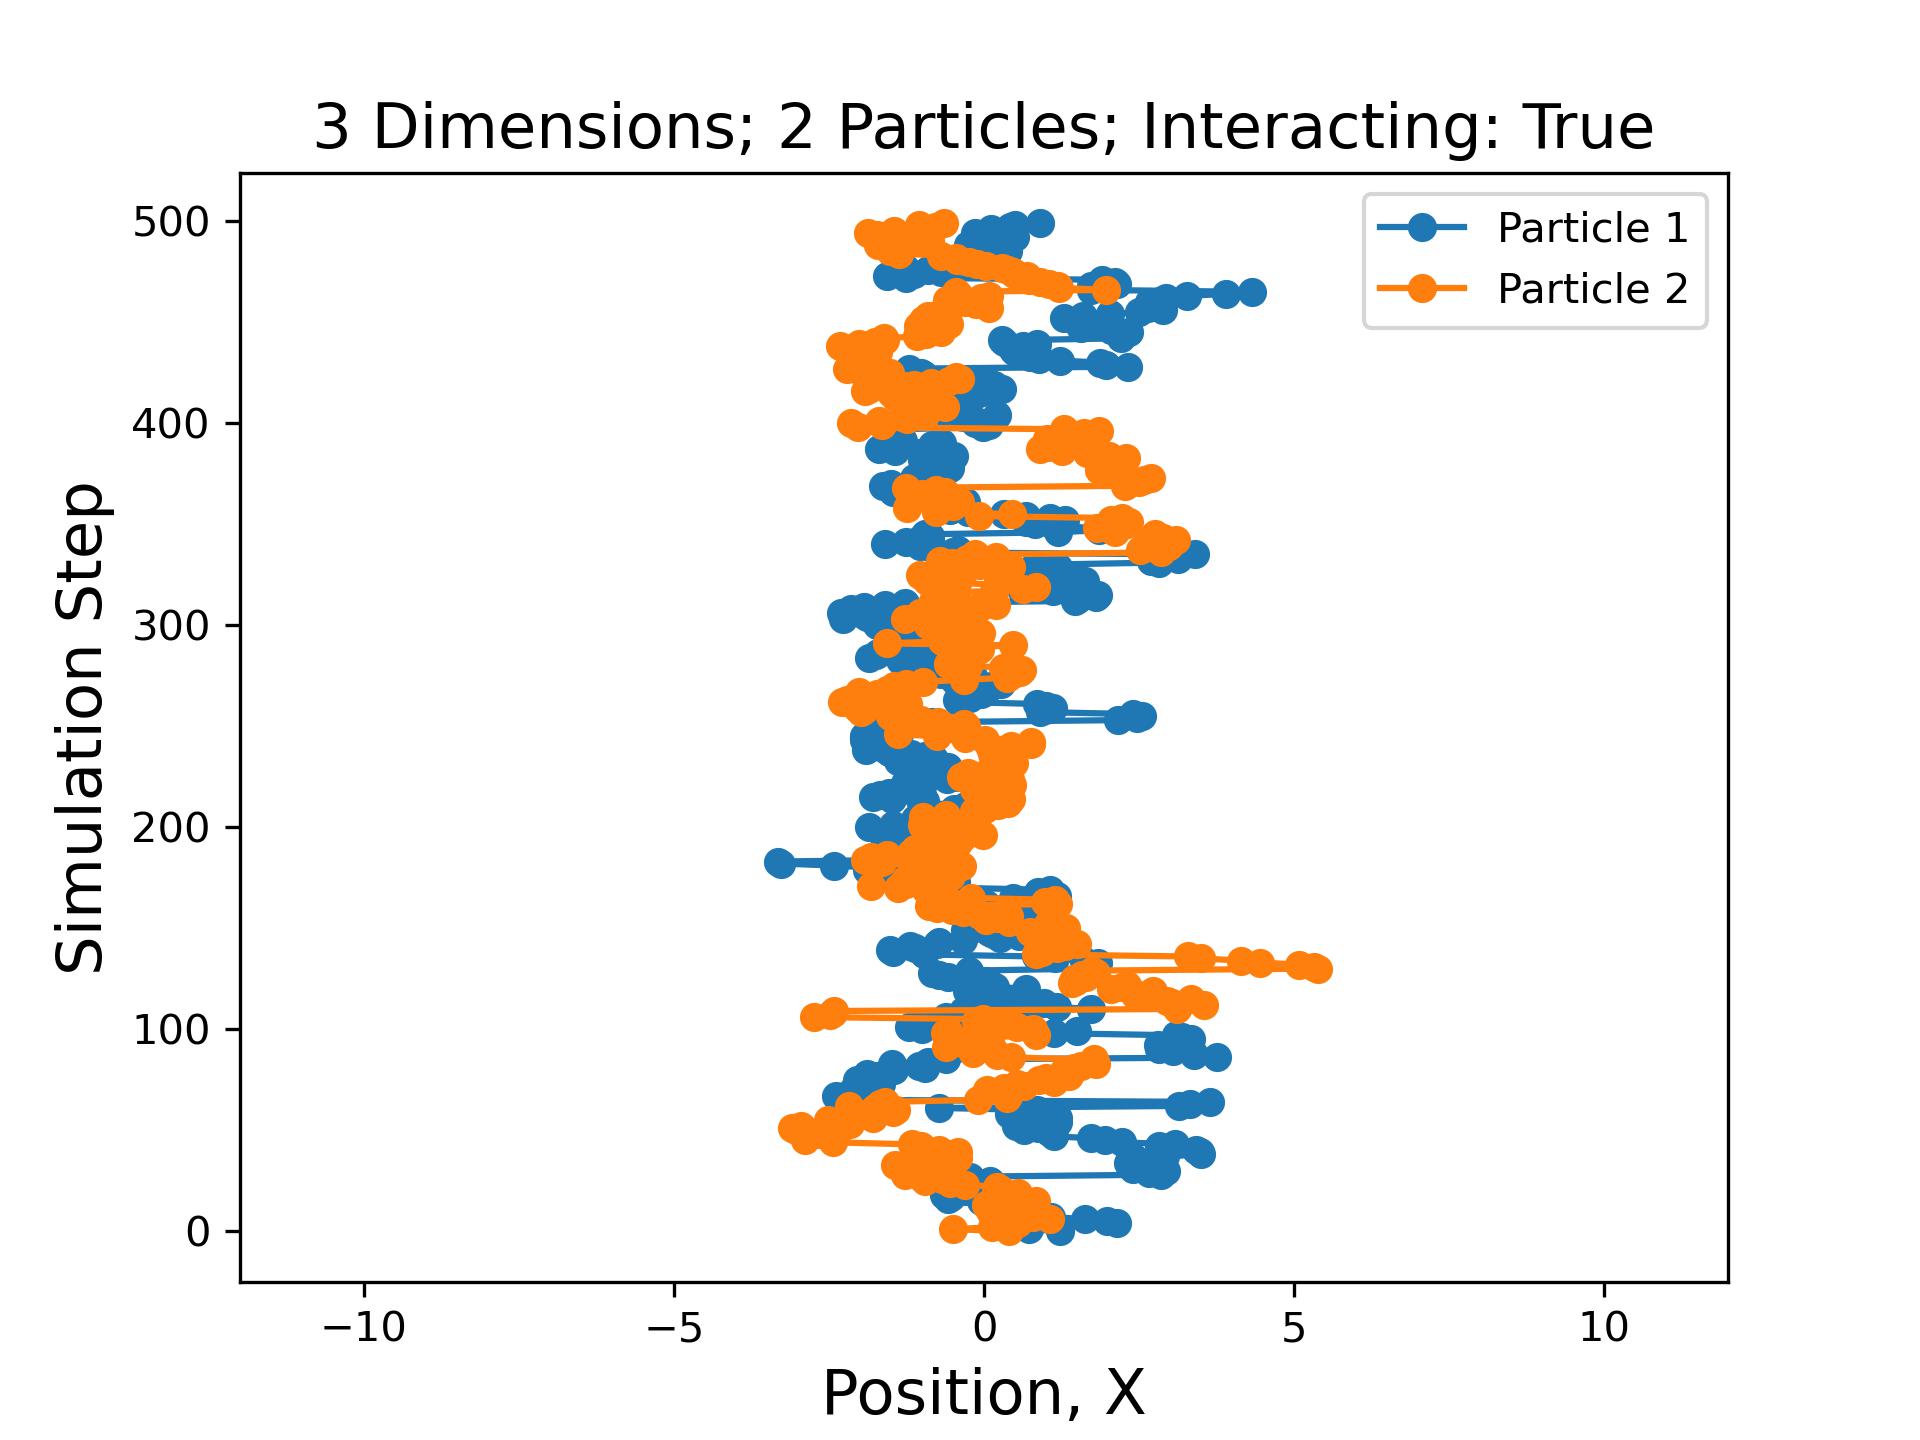 3 Dimensions; 2 Particles; Interacting: True
Particle 1
Particle 2
500
400
300
200
100
0
Simulation Step
−10
−5
0
5
10
Position, X